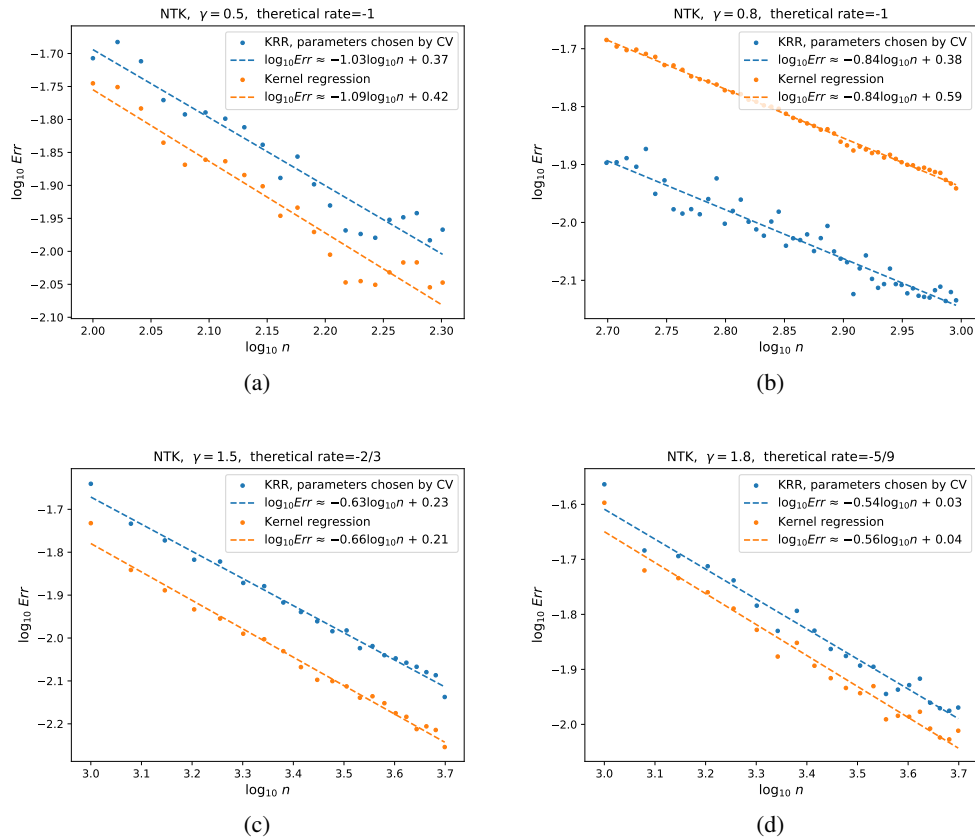 NTK, γ = 0.5, theretical rate=-1
KRR, parameters chosen by CV
log₁₀Err ≈ −1.03log₁₀n + 0.37
Kernel regression
log₁₀Err ≈ −1.09log₁₀n + 0.42
log₁₀ Err
−1.70
−1.75
−1.80
−1.85
−1.90
−1.95
−2.00
−2.05
−2.10
2.00 2.05 2.10 2.15 2.20 2.25 2.30
log₁₀ n
(a)
NTK, γ = 0.8, theretical rate=-1
KRR, parameters chosen by CV
log₁₀Err ≈ −0.84log₁₀n + 0.38
Kernel regression
log₁₀Err ≈ −0.84log₁₀n + 0.59
log₁₀ Err
−1.7
−1.8
−1.9
−2.0
−2.1
2.70 2.75 2.80 2.85 2.90 2.95 3.00
log₁₀ n
(b)
NTK, γ = 1.5, theretical rate=-2/3
KRR, parameters chosen by CV
log₁₀Err ≈ −0.63log₁₀n + 0.23
Kernel regression
log₁₀Err ≈ −0.66log₁₀n + 0.21
log₁₀ Err
−1.6
−1.7
−1.8
−1.9
−2.0
−2.1
−2.2
3.0 3.1 3.2 3.3 3.4 3.5 3.6 3.7
log₁₀ n
(c)
NTK, γ = 1.8, theretical rate=-5/9
KRR, parameters chosen by CV
log₁₀Err ≈ −0.54log₁₀n + 0.03
Kernel regression
log₁₀Err ≈ −0.56log₁₀n + 0.04
log₁₀ Err
−1.6
−1.7
−1.8
−1.9
−2.0
3.0 3.1 3.2 3.3 3.4 3.5 3.6 3.7
log₁₀ n
(d)